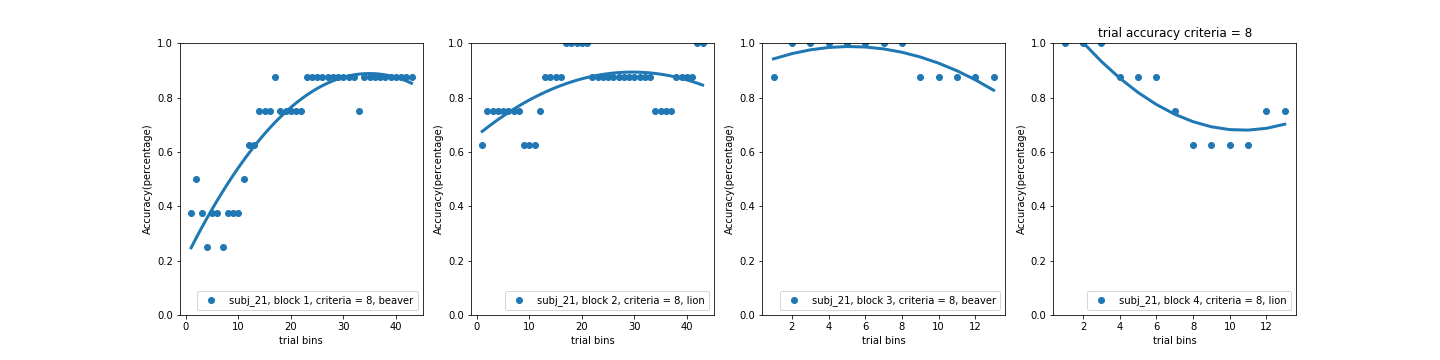 trial accuracy criteria = 8
1.0
0.8
0.6
0.4
0.2
0.0
Accuracy(percentage)
0 10 20 30 40
trial bins
subj_21, block 1, criteria = 8, beaver
1.0
0.8
0.6
0.4
0.2
0.0
Accuracy(percentage)
0 10 20 30 40
trial bins
subj_21, block 2, criteria = 8, lion
1.0
0.8
0.6
0.4
0.2
0.0
Accuracy(percentage)
2 4 6 8 10 12
trial bins
subj_21, block 3, criteria = 8, beaver
1.0
0.8
0.6
0.4
0.2
0.0
Accuracy(percentage)
2 4 6 8 10 12
trial bins
subj_21, block 4, criteria = 8, lion